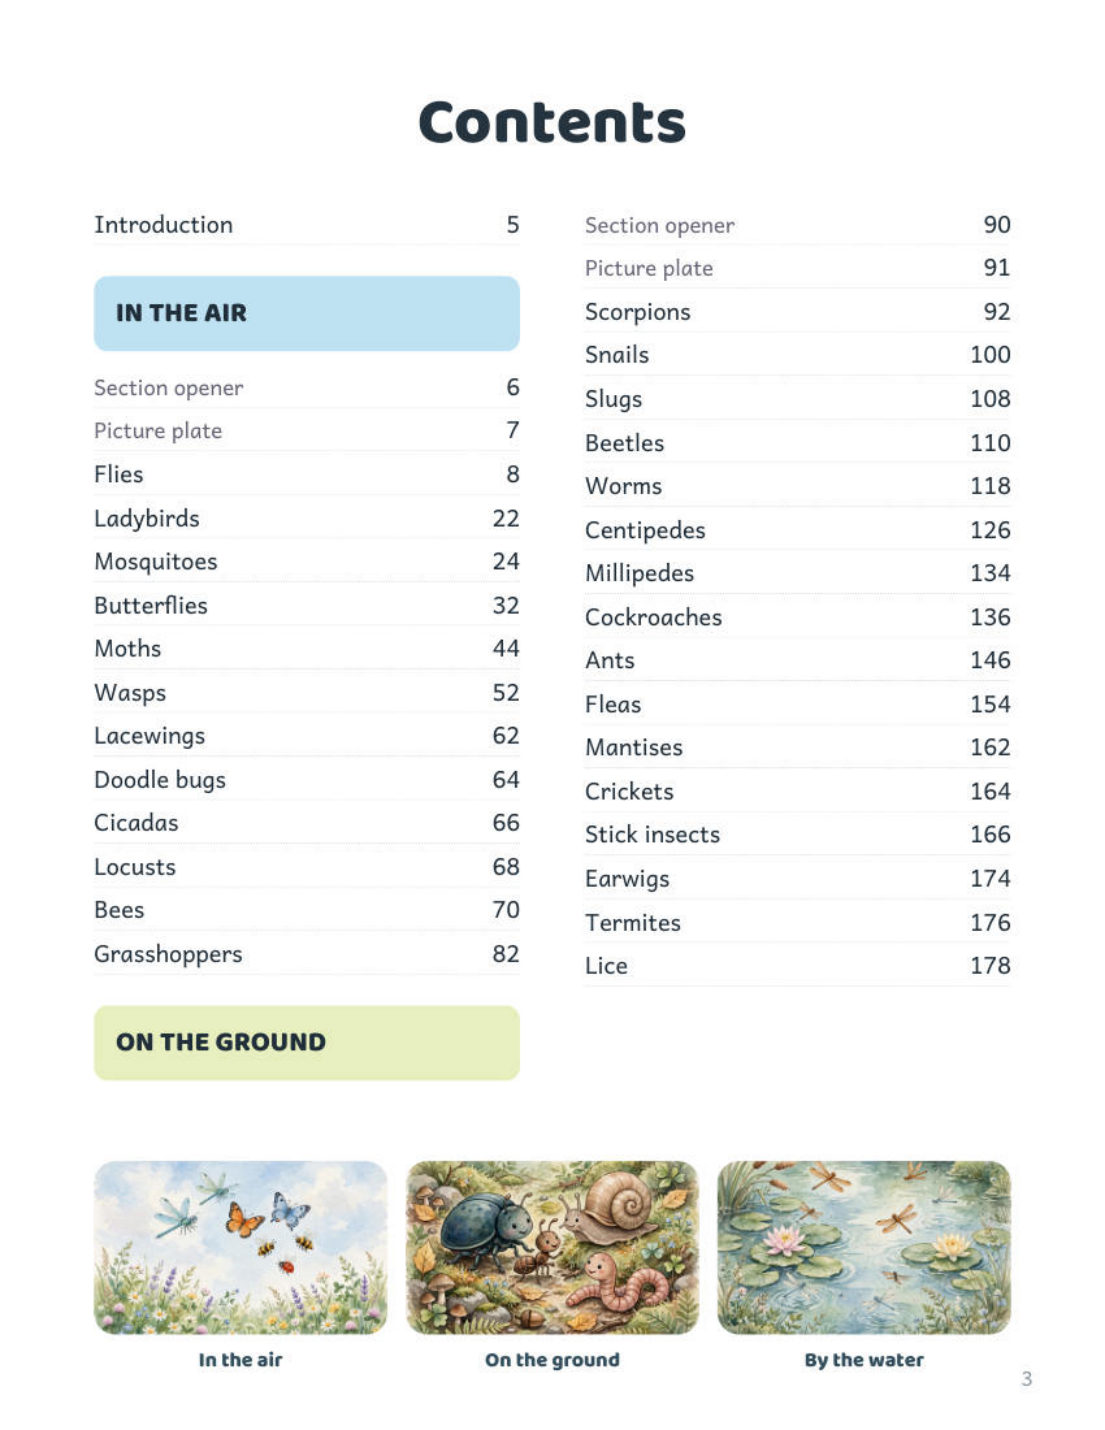 Contents
Introduction 5
IN THE AIR
Section opener 6
Picture plate 7
Flies 8
Ladybirds 22
Mosquitoes 24
Butterflies 32
Moths 44
Wasps 52
Lacewings 62
Doodle bugs 64
Cicadas 66
Locusts 68
Bees 70
Grasshoppers 82
ON THE GROUND
Section opener 90
Picture plate 91
Scorpions 92
Snails 100
Slugs 108
Beetles 110
Worms 118
Centipedes 126
Millipedes 134
Cockroaches 136
Ants 146
Fleas 154
Mantises 162
Crickets 164
Stick insects 166
Earwigs 174
Termites 176
Lice 178
In the air
On the ground
By the water
3